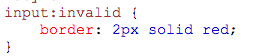 input:invalid {
    border: 2px solid red;
}